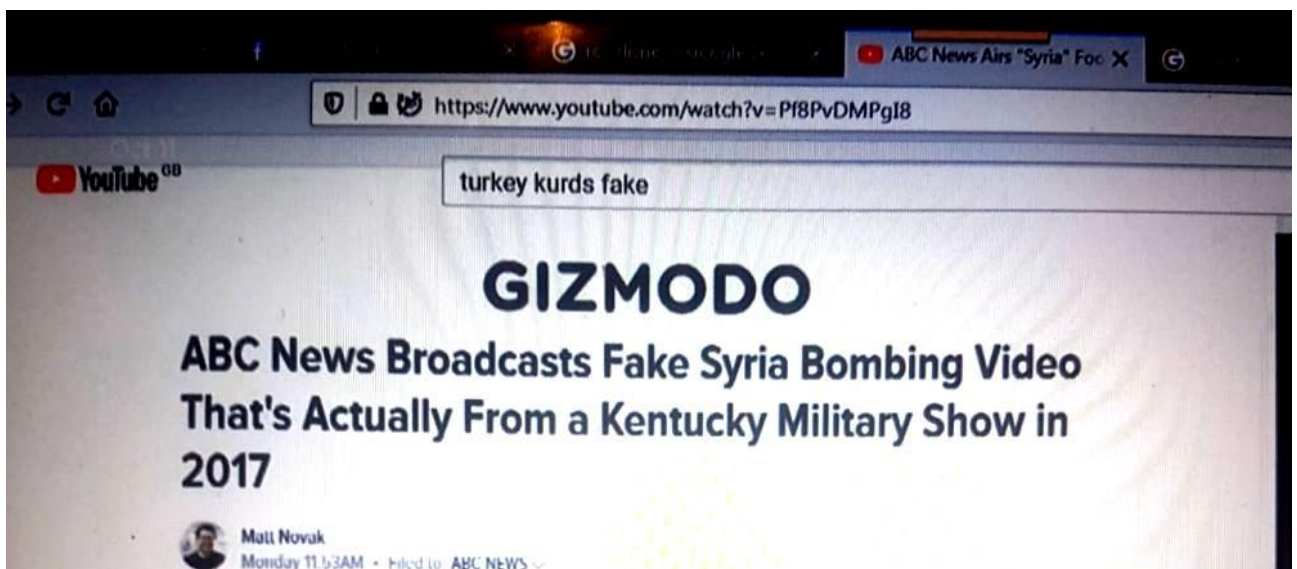 f
G
ABC News Airs "Syria" Foo
G
https://www.youtube.com/watch?v=Pf8PvDMPgI8
YouTube GB
turkey kurds fake
GIZMODO
ABC News Broadcasts Fake Syria Bombing Video
That's Actually From a Kentucky Military Show in
2017
Matt Novak
Monday 11:53AM · Filed to: ABC NEWS